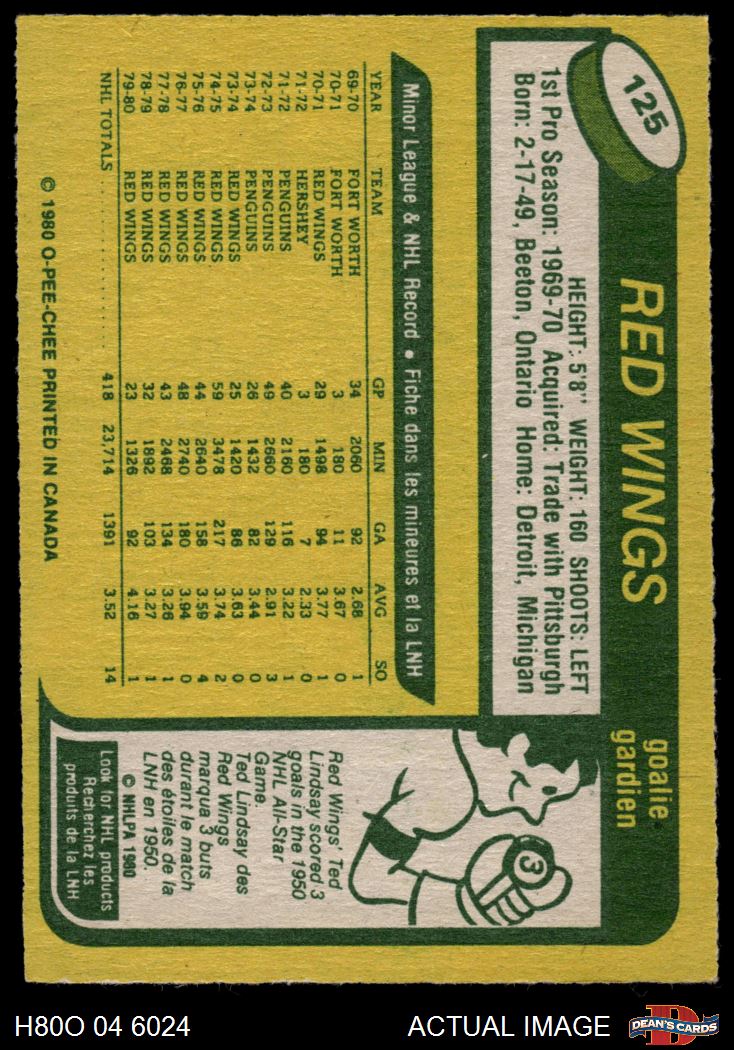 125
RED WINGS
goalie
gardien
HEIGHT: 5'8" WEIGHT: 160 SHOOTS: LEFT
1st Pro Season: 1969-70 Acquired: Trade with Pittsburgh
Born: 2-17-49, Beeton, Ontario Home: Detroit, Michigan
Minor League & NHL Record • Fiche dans les mineures et la LNH
YEAR TEAM GP MIN GA AVG SO
69-70 FORT WORTH 34 2060 92 2.68 1
70-71 FORT WORTH 3 180 11 3.67 0
70-71 RED WINGS 29 1498 94 3.77 1
71-72 HERSHEY 3 180 7 2.33 0
71-72 PENGUINS 40 2160 116 3.22 1
72-73 PENGUINS 49 2660 129 2.91 3
73-74 PENGUINS 26 1432 82 3.44 0
73-74 RED WINGS 25 1420 86 3.63 0
74-75 RED WINGS 59 3478 217 3.74 2
75-76 RED WINGS 44 2640 158 3.59 4
76-77 RED WINGS 48 2740 180 3.94 0
77-78 RED WINGS 43 2468 134 3.26 1
78-79 RED WINGS 32 1892 103 3.27 1
79-80 RED WINGS 23 1326 92 4.16 1
NHL TOTALS .................... 418 23,714 1391 3.52 14
© 1980 O-PEE-CHEE PRINTED IN CANADA
3
Red Wings' Ted
Lindsay scored 3
goals in the 1950
NHL All-Star
Game.
Ted Lindsay des
Red Wings
marqua 3 buts
durant le match
des étoiles de la
LNH en 1950.
© NHLPA 1980
Look for NHL products
Recherchez les
produits de la LNH
H80O 04 6024
ACTUAL IMAGE
D
DEAN'S CARDS